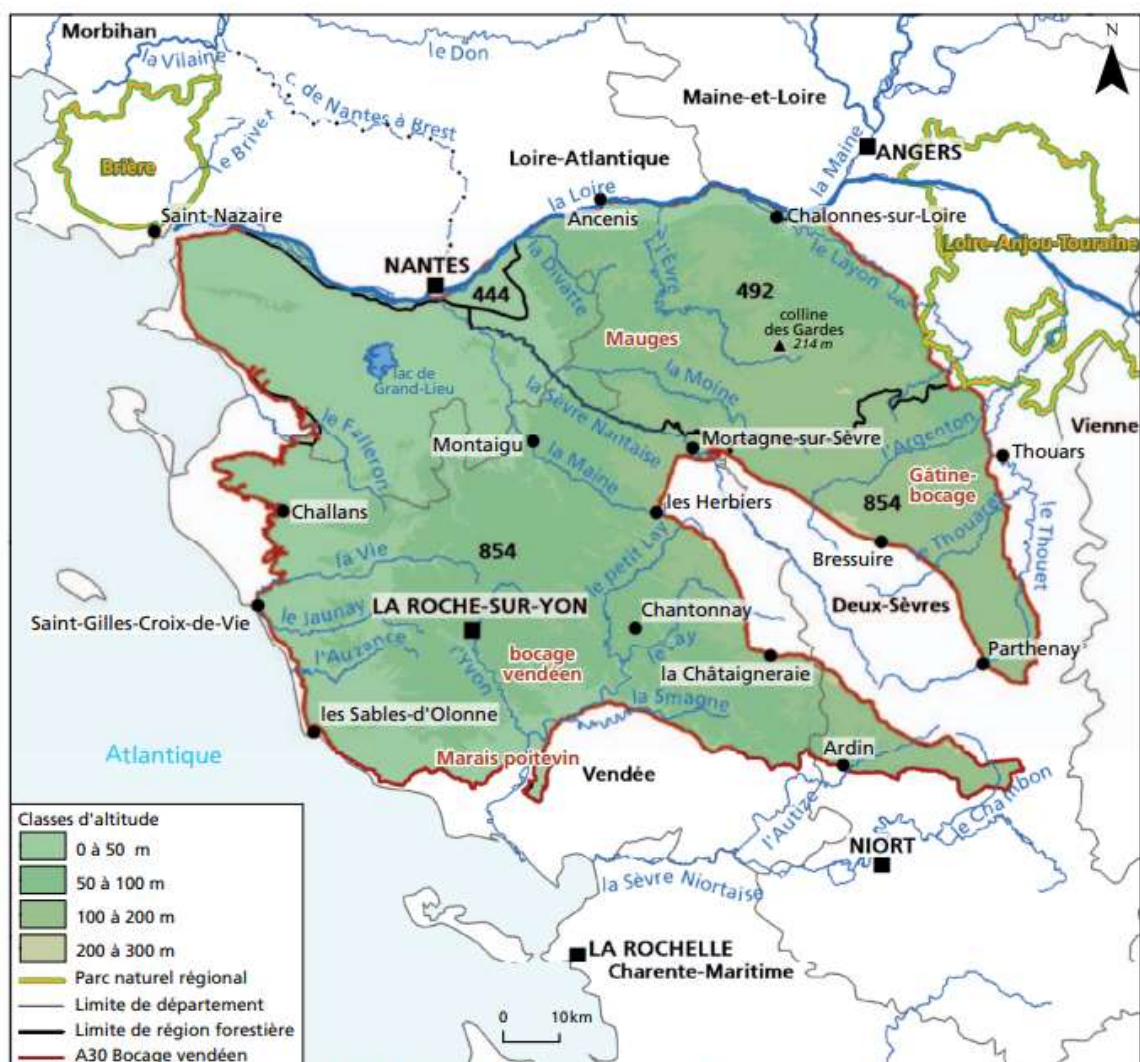 Morbihan
la Vilaine
le Don
N
c. de Nantes à Brest
Maine-et-Loire
le Brivet
Brière
Loire-Atlantique
la Maine
ANGERS
Saint-Nazaire
la Loire
Ancenis
Chalonnes-sur-Loire
Loire-Anjou-Touraine
NANTES
444
la Divatte
l'Èvre
492
le Layon
colline
des Gardes
214 m
Mauges
lac de
Grand-Lieu
la Moine
la Sèvre Nantaise
Vienne
le Falleron
Montaigu
Mortagne-sur-Sèvre
l'Argenton
Thouars
la Maine
Gâtine-
bocage
Challans
les Herbiers
854
la Vie
854
le petit Lay
Bressuire
le Thouaret
le Thouet
Saint-Gilles-Croix-de-Vie
le Jaunay
LA ROCHE-SUR-YON
Chantonnay
Deux-Sèvres
l'Auzance
l'Yvon
bocage
vendéen
le Lay
la Châtaigneraie
Parthenay
les Sables-d'Olonne
la Smagne
Atlantique
Marais poitevin
Vendée
Ardin
l'Autize
le Chambon
NIORT
la Sèvre Niortaise
LA ROCHELLE
Charente-Maritime
0 10 km
Classes d'altitude
0 à 50 m
50 à 100 m
100 à 200 m
200 à 300 m
Parc naturel régional
Limite de département
Limite de région forestière
A30 Bocage vendéen